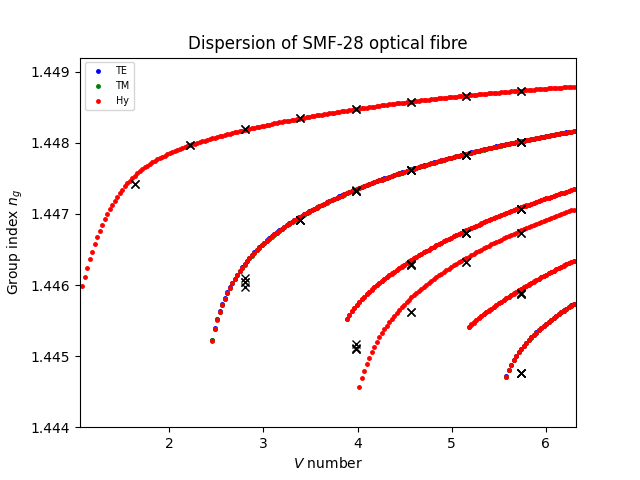 Dispersion of SMF-28 optical fibre
TE
TM
Hy
Group index n_g
1.449
1.448
1.447
1.446
1.445
1.444
2 3 4 5 6
V number